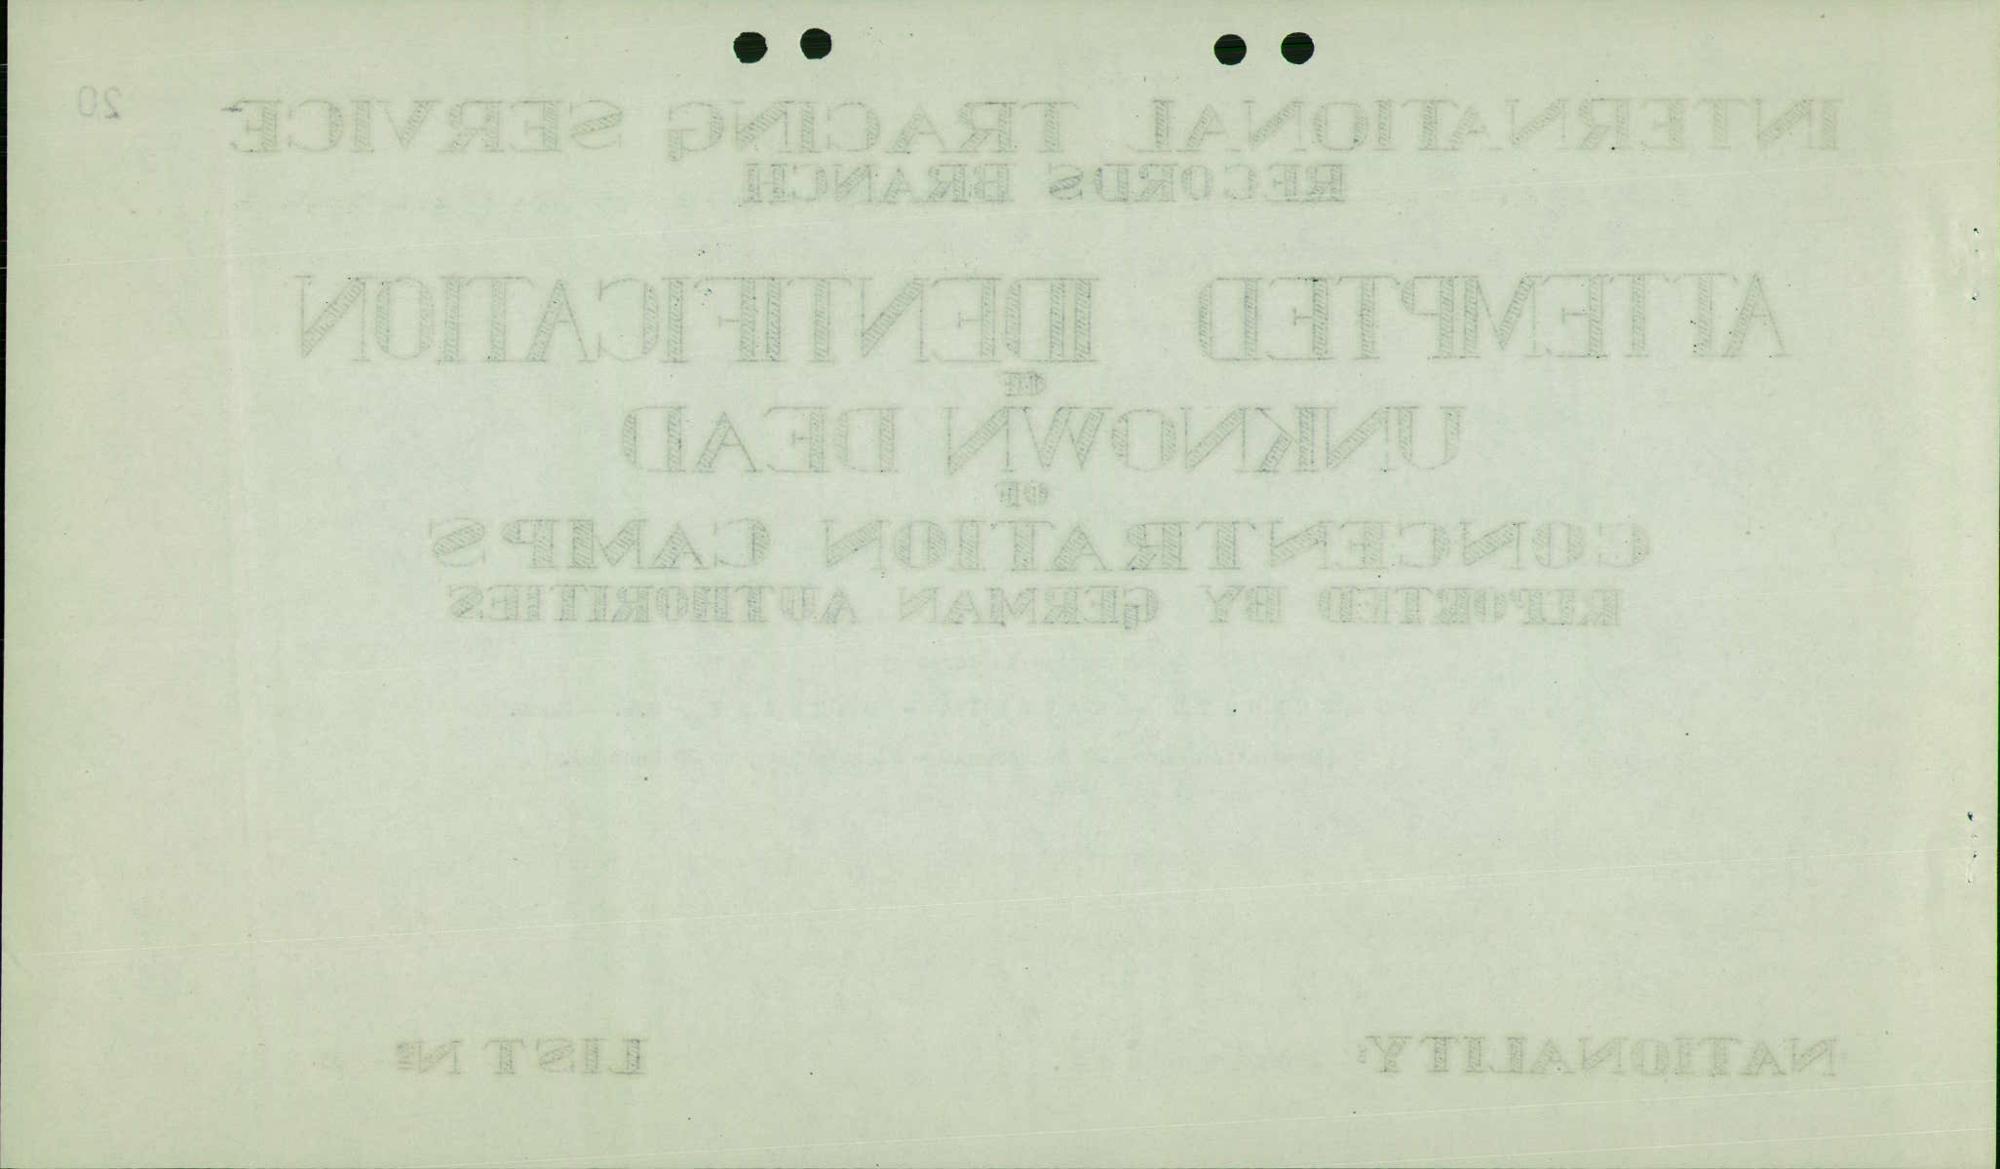 20
INTERNATIONAL TRACING SERVICE
RECORDS BRANCH
ATTEMPTED IDENTIFICATION
OF
UNKNOWN DEAD
OF
CONCENTRATION CAMPS
REPORTED BY GERMAN AUTHORITIES
NATIONALITY: LIST Nº